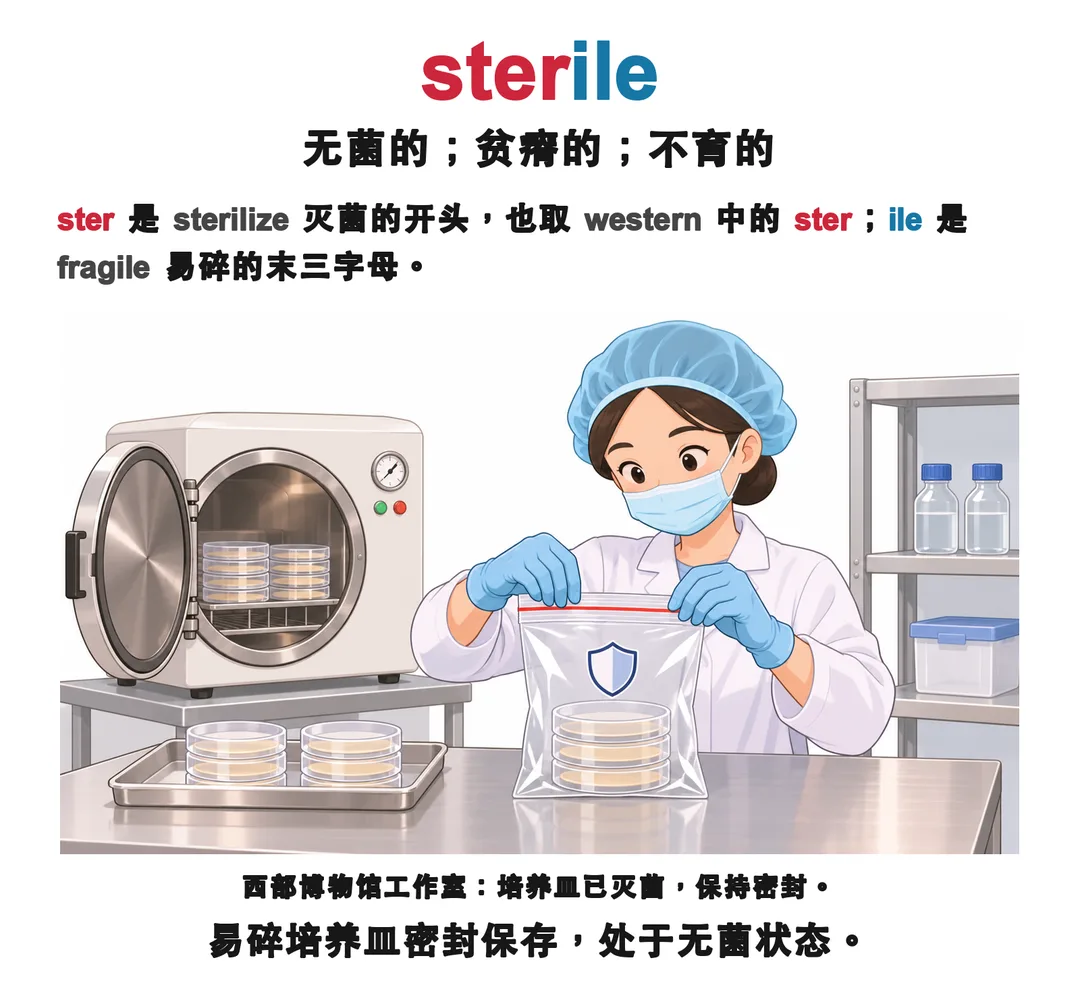 sterile
无菌的；贫瘠的；不育的
ster 是 sterilize 灭菌的开头，也取 western 中的 ster；ile 是
fragile 易碎的末三字母。
西部博物馆工作室：培养皿已灭菌，保持密封。
易碎培养皿密封保存，处于无菌状态。